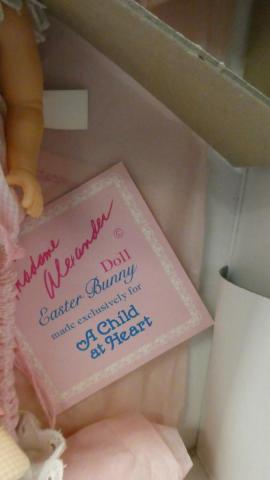 Madame
Alexander ©
Doll
Easter Bunny
made exclusively for
A Child
at Heart